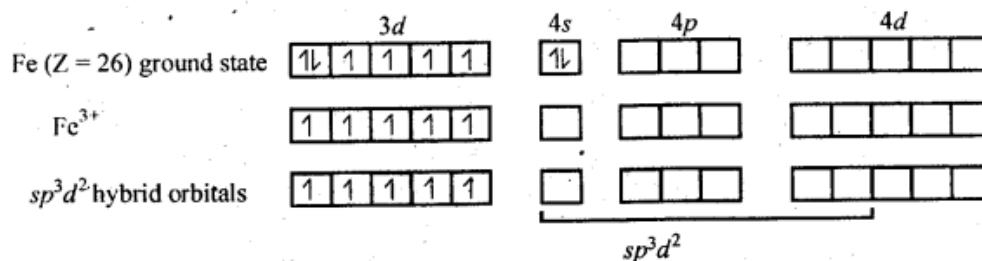 3d 4s 4p 4d
Fe (Z = 26) ground state ⥮ ↿ ↿ ↿ ↿ ⥮
Fe³⁺ ↿ ↿ ↿ ↿ ↿
sp³d² hybrid orbitals ↿ ↿ ↿ ↿ ↿
sp³d²